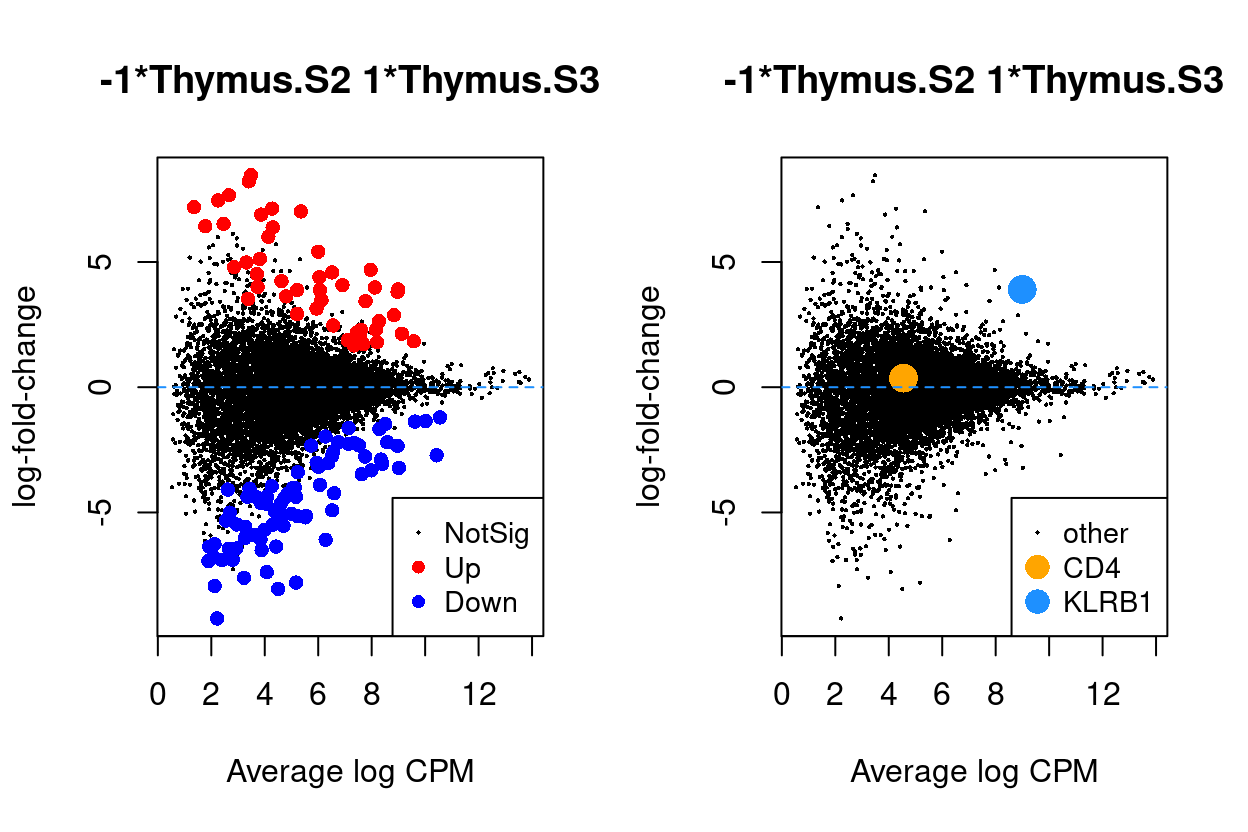 -1*Thymus.S2 1*Thymus.S3
log-fold-change
5
0
-5
NotSig
Up
Down
0 2 4 6 8 12
Average log CPM
-1*Thymus.S2 1*Thymus.S3
log-fold-change
5
0
-5
other
CD4
KLRB1
0 2 4 6 8 12
Average log CPM